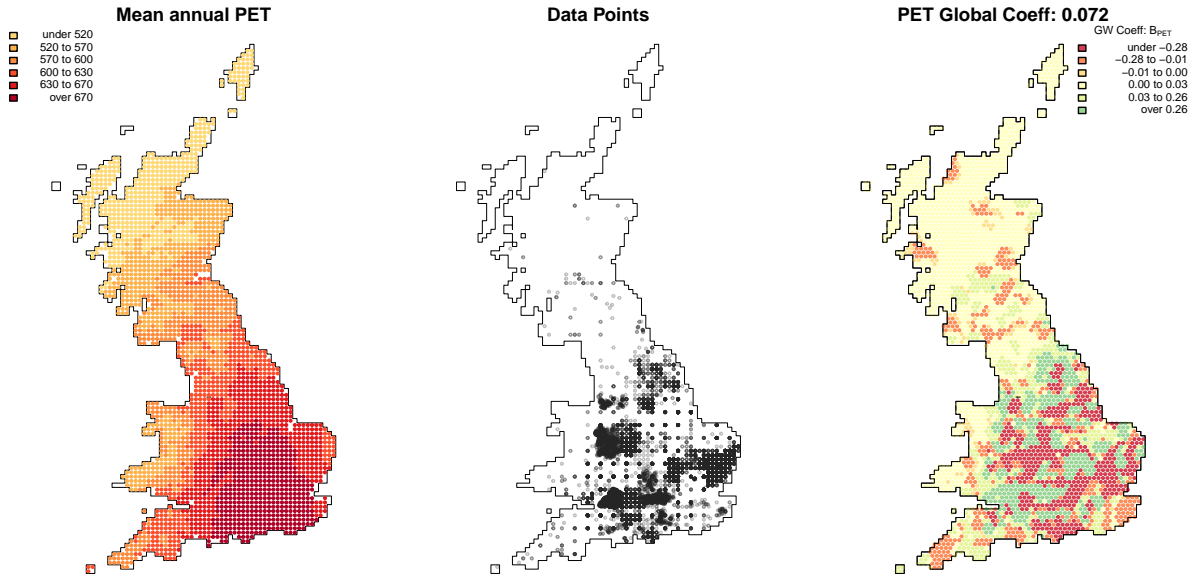 Mean annual PET
under 520
520 to 570
570 to 600
600 to 630
630 to 670
over 670
Data Points
PET Global Coeff: 0.072
GW Coeff: BPET
under −0.28
−0.28 to −0.01
−0.01 to 0.00
0.00 to 0.03
0.03 to 0.26
over 0.26